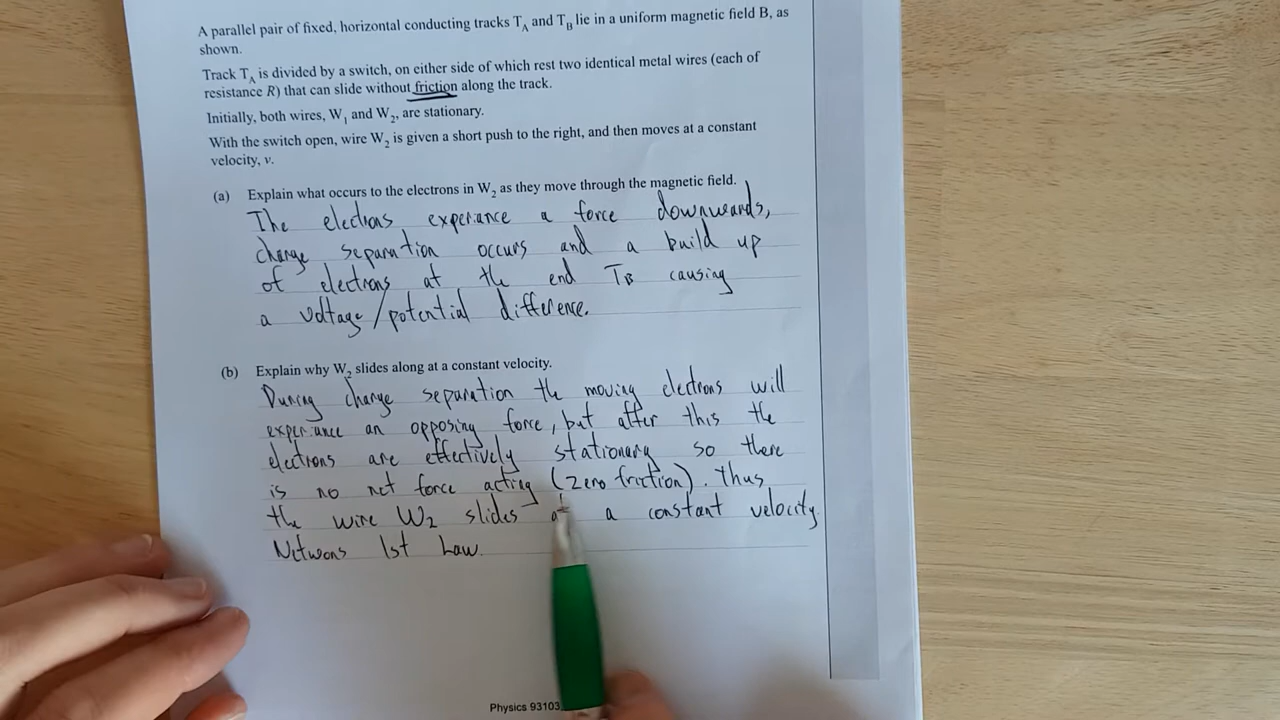 A parallel pair of fixed, horizontal conducting tracks T_A and T_B lie in a uniform magnetic field B, as
shown.
Track T_A is divided by a switch, on either side of which rest two identical metal wires (each of
resistance R) that can slide without friction along the track.
Initially, both wires, W_1 and W_2, are stationary.
With the switch open, wire W_2 is given a short push to the right, and then moves at a constant
velocity, v.
(a) Explain what occurs to the electrons in W_2 as they move through the magnetic field.
The electrons experiance a force downwards,
charge separation occurs and a build up
of electrons at the end T_B causing
a voltage/potential difference.
(b) Explain why W_2 slides along at a constant velocity.
During charge separation the moving electrons will
experiance an opposing force, but after this the
electrons are effectively stationary so there
is no net force acting (zero friction). Thus
the wire W_2 slides a constant velocity.
Netwons 1st Law.
Physics 93103